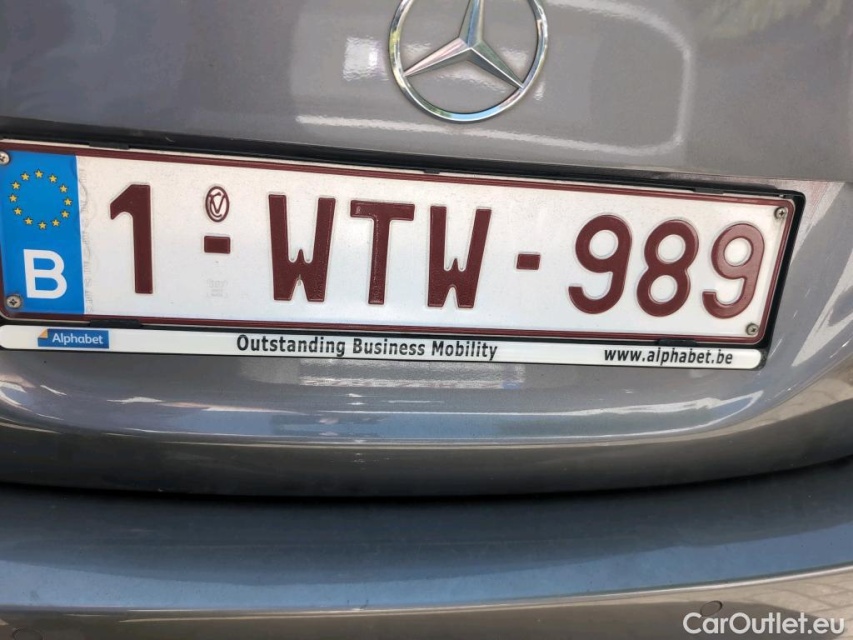 B 1-WTW-989
Alphabet Outstanding Business Mobility www.alphabet.be
CarOutlet.eu